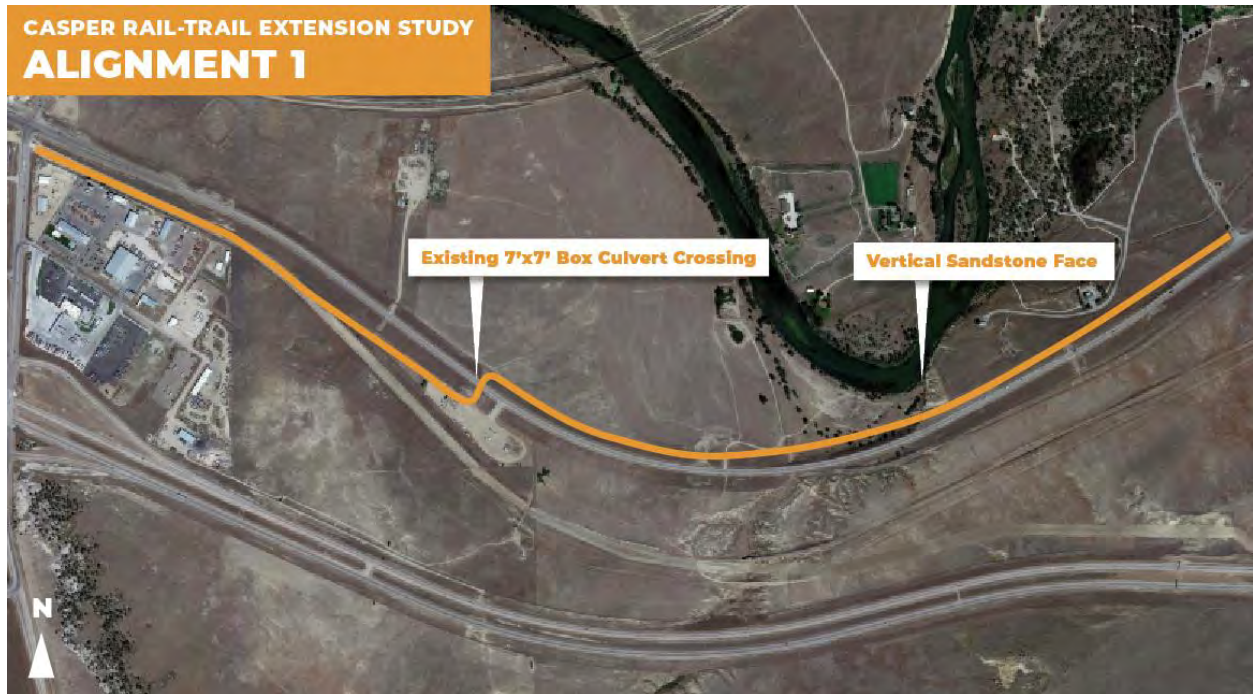 CASPER RAIL-TRAIL EXTENSION STUDY
ALIGNMENT 1
Existing 7’x7’ Box Culvert Crossing
Vertical Sandstone Face
N